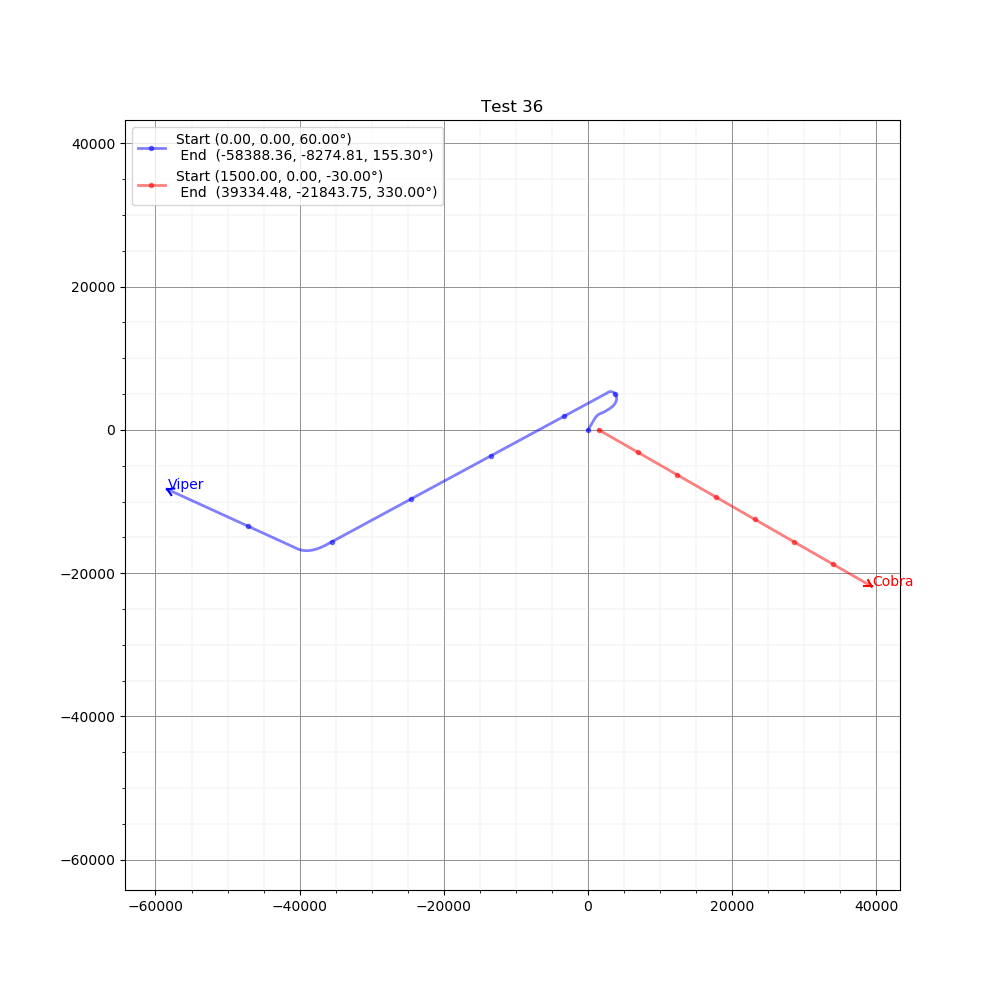 Test 36
Start (0.00, 0.00, 60.00°)
End (-58388.36, -8274.81, 155.30°)
Start (1500.00, 0.00, -30.00°)
End (39334.48, -21843.75, 330.00°)
40000
20000
0
−20000
−40000
−60000
Viper
Cobra
−60000
−40000
−20000
0
20000
40000